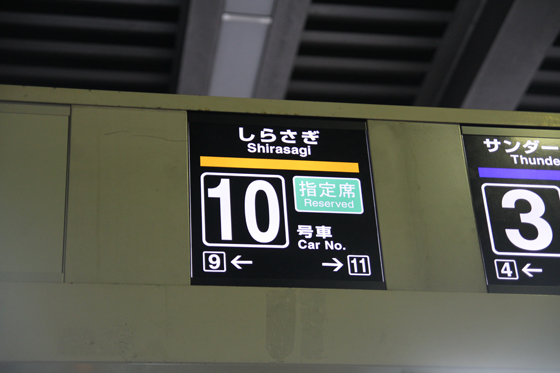 しらさぎ
Shirasagi
10
指定席
Reserved
号車
Car No.
9 ←
→ 11
サンダー
Thunde
3
4 ←